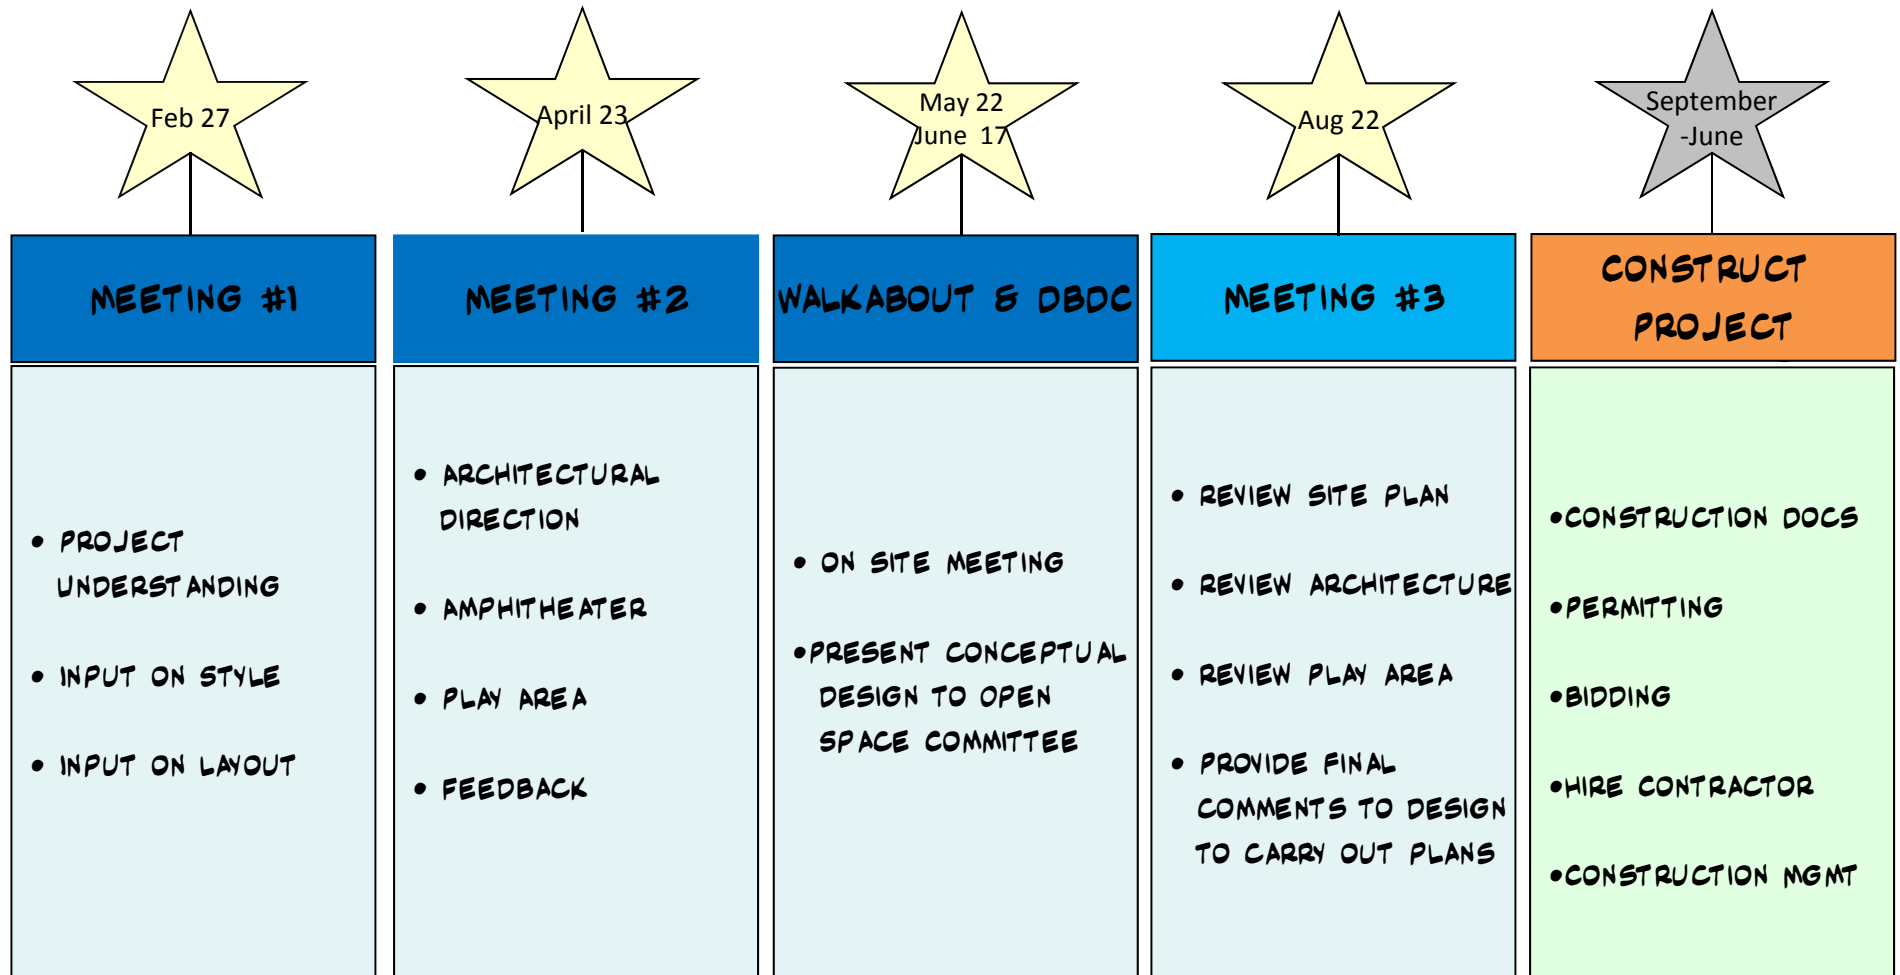 Feb 27
April 23
May 22
June 17
Aug 22
September
-June
MEETING #1
MEETING #2
WALKABOUT & DBDC
MEETING #3
CONSTRUCT
PROJECT
• PROJECT
UNDERSTANDING
• INPUT ON STYLE
• INPUT ON LAYOUT
• ARCHITECTURAL
DIRECTION
• AMPHITHEATER
• PLAY AREA
• FEEDBACK
• ON SITE MEETING
•PRESENT CONCEPTUAL
DESIGN TO OPEN
SPACE COMMITTEE
• REVIEW SITE PLAN
• REVIEW ARCHITECTURE
• REVIEW PLAY AREA
• PROVIDE FINAL
COMMENTS TO DESIGN
TO CARRY OUT PLANS
•CONSTRUCTION DOCS
•PERMITTING
•BIDDING
•HIRE CONTRACTOR
•CONSTRUCTION MGMT